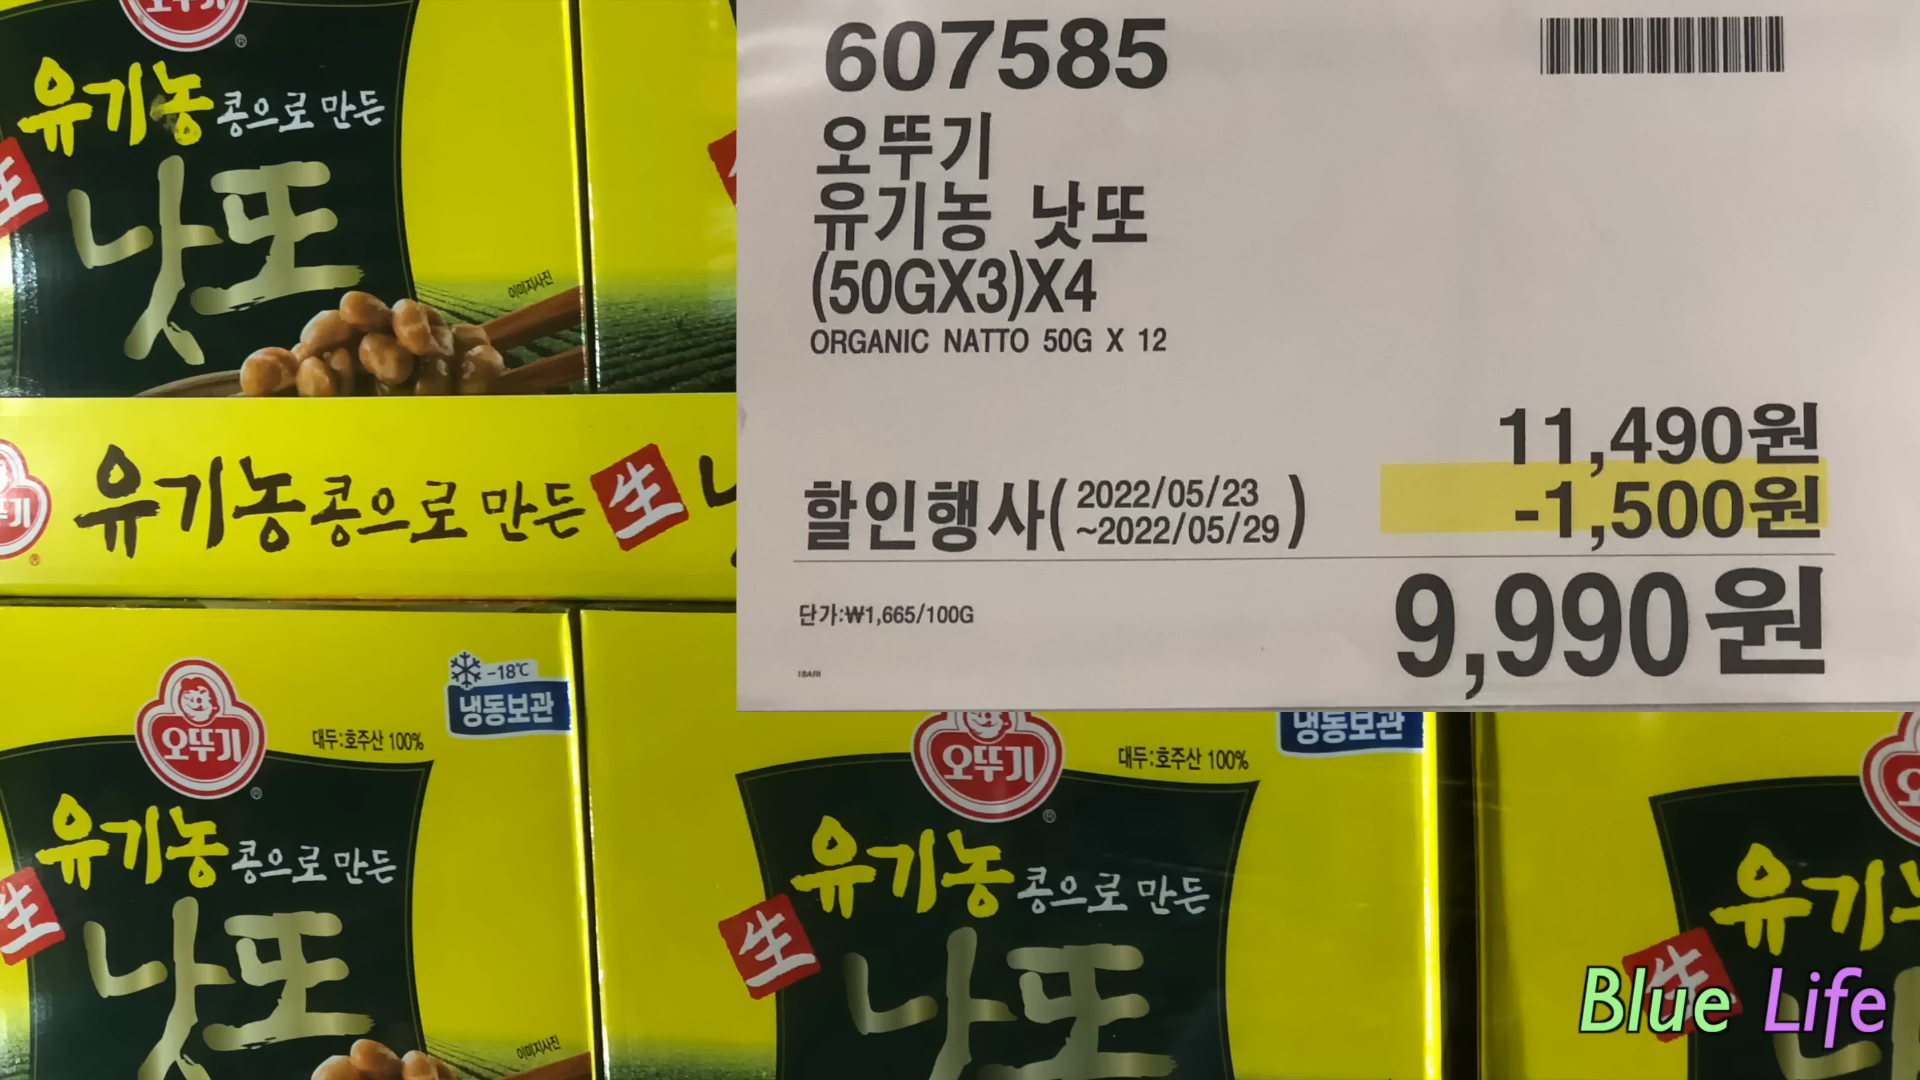 오뚜기
®
유기농 콩으로 만든
生
낫또
이미지사진
유기농 콩으로 만든 生
607585
오뚜기
유기농 낫또
(50GX3)X4
ORGANIC NATTO 50G X 12
11,490원
할인행사( 2022/05/23 ~2022/05/29 ) -1,500원
단가:₩1,665/100G
9,990원
-18℃
냉동보관
오뚜기
®
대두:호주산 100%
유기농 콩으로 만든
生
낫또
이미지사진
냉동보관
오뚜기
®
대두:호주산 100%
유기농 콩으로 만든
生
낫또
유기
生
Blue Life